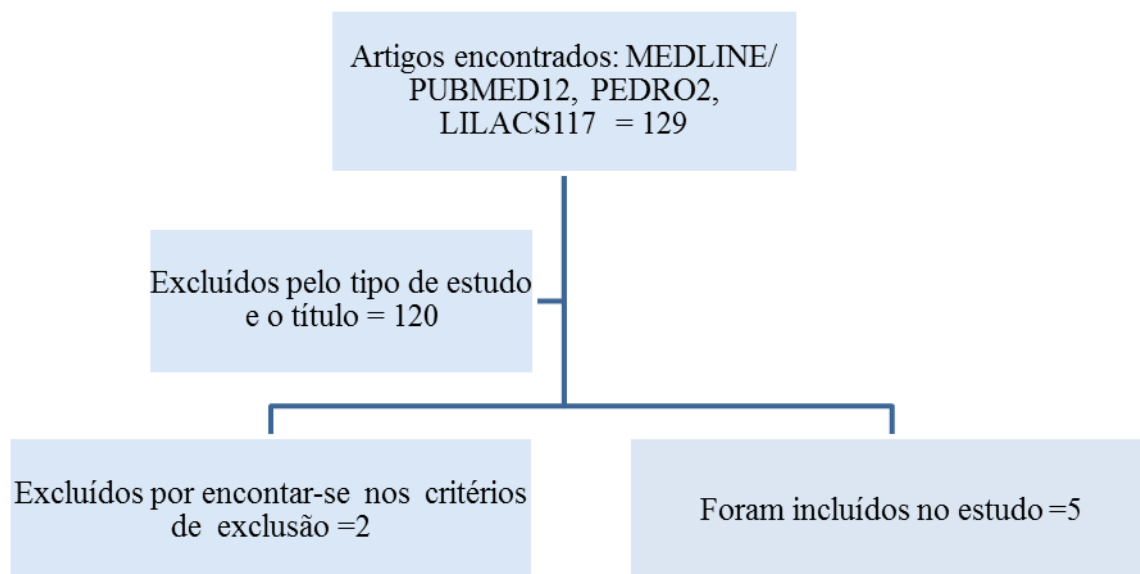 Artigos encontrados: MEDLINE/
PUBMED12, PEDRO2,
LILACS117 = 129
Excluídos pelo tipo de estudo
e o título = 120
Excluídos por encontar-se nos critérios
de exclusão =2
Foram incluídos no estudo =5